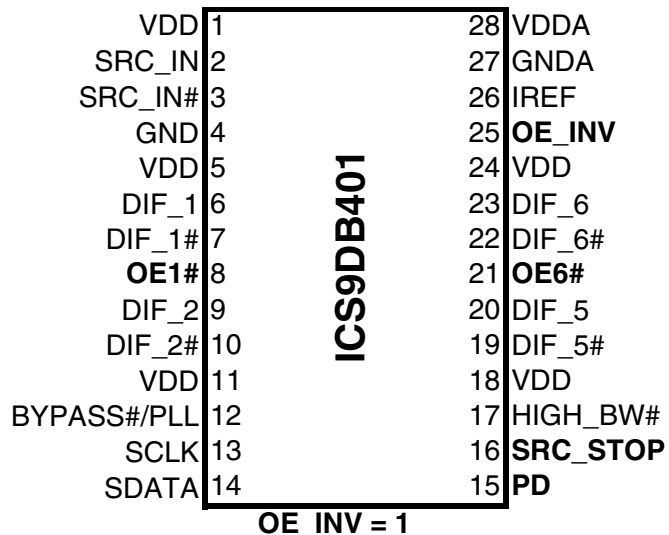 VDD 1 28 VDDA
SRC_IN 2 27 GNDA
SRC_IN# 3 26 IREF
GND 4 25 OE_INV
VDD 5 24 VDD
DIF_1 6 23 DIF_6
DIF_1# 7 22 DIF_6#
OE1# 8 21 OE6#
DIF_2 9 20 DIF_5
DIF_2# 10 19 DIF_5#
VDD 11 18 VDD
BYPASS#/PLL 12 17 HIGH_BW#
SCLK 13 16 SRC_STOP
SDATA 14 15 PD
ICS9DB401
OE_INV = 1